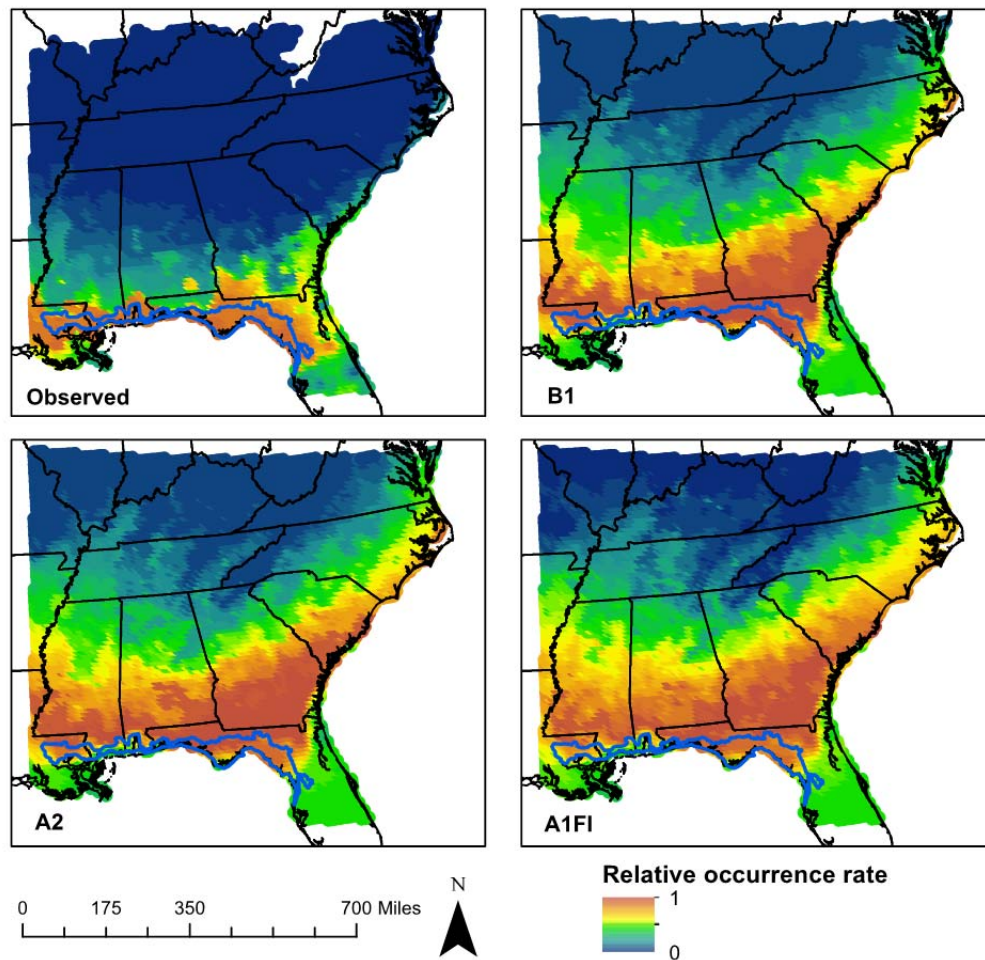 Observed
B1
A2
A1FI
N
Relative occurrence rate
0 175 350 700 Miles
1
0